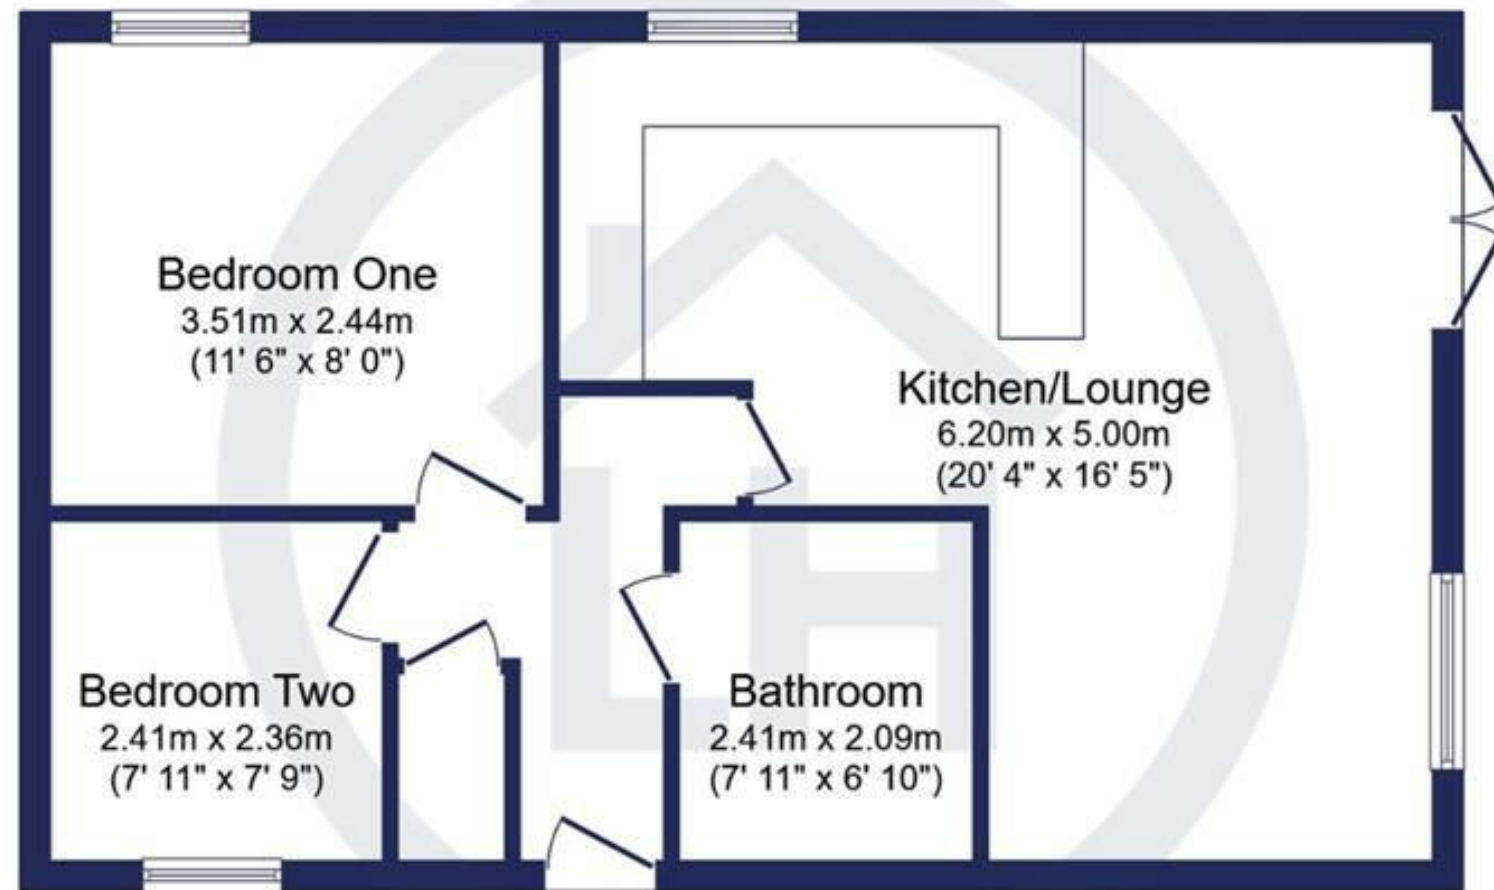 Bedroom One
3.51m x 2.44m
(11' 6" x 8' 0")
Kitchen/Lounge
6.20m x 5.00m
(20' 4" x 16' 5")
Bedroom Two
2.41m x 2.36m
(7' 11" x 7' 9")
Bathroom
2.41m x 2.09m
(7' 11" x 6' 10")
LH